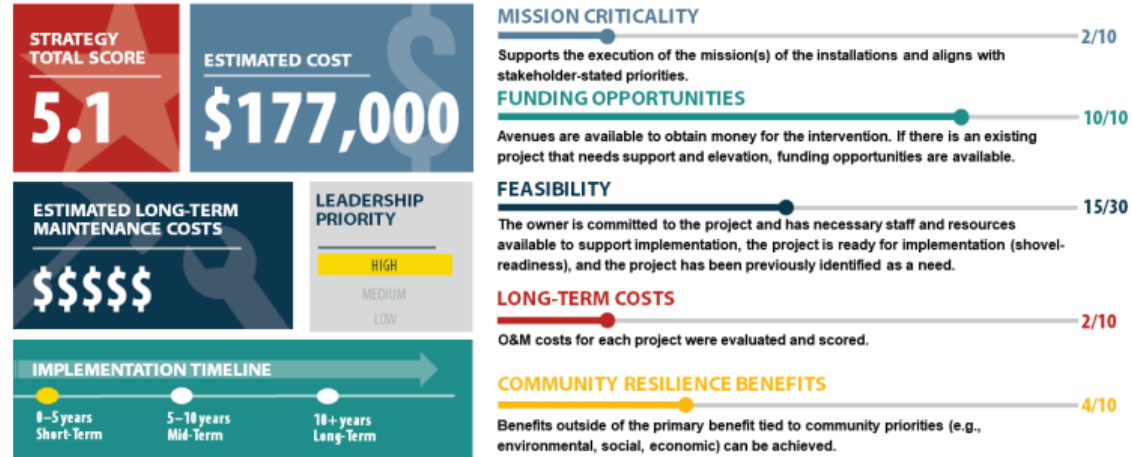 STRATEGY
TOTAL SCORE
5.1
ESTIMATED COST
$177,000
ESTIMATED LONG-TERM
MAINTENANCE COSTS
$$$$$
LEADERSHIP
PRIORITY
HIGH
MEDIUM
LOW
IMPLEMENTATION TIMELINE
0–5 years
Short-Term
5–10 years
Mid-Term
10+ years
Long-Term
MISSION CRITICALITY
2/10
Supports the execution of the mission(s) of the installations and aligns with
stakeholder-stated priorities.
FUNDING OPPORTUNITIES
10/10
Avenues are available to obtain money for the intervention. If there is an existing
project that needs support and elevation, funding opportunities are available.
FEASIBILITY
15/30
The owner is committed to the project and has necessary staff and resources
available to support implementation, the project is ready for implementation (shovel-
readiness), and the project has been previously identified as a need.
LONG-TERM COSTS
2/10
O&M costs for each project were evaluated and scored.
COMMUNITY RESILIENCE BENEFITS
4/10
Benefits outside of the primary benefit tied to community priorities (e.g.,
environmental, social, economic) can be achieved.